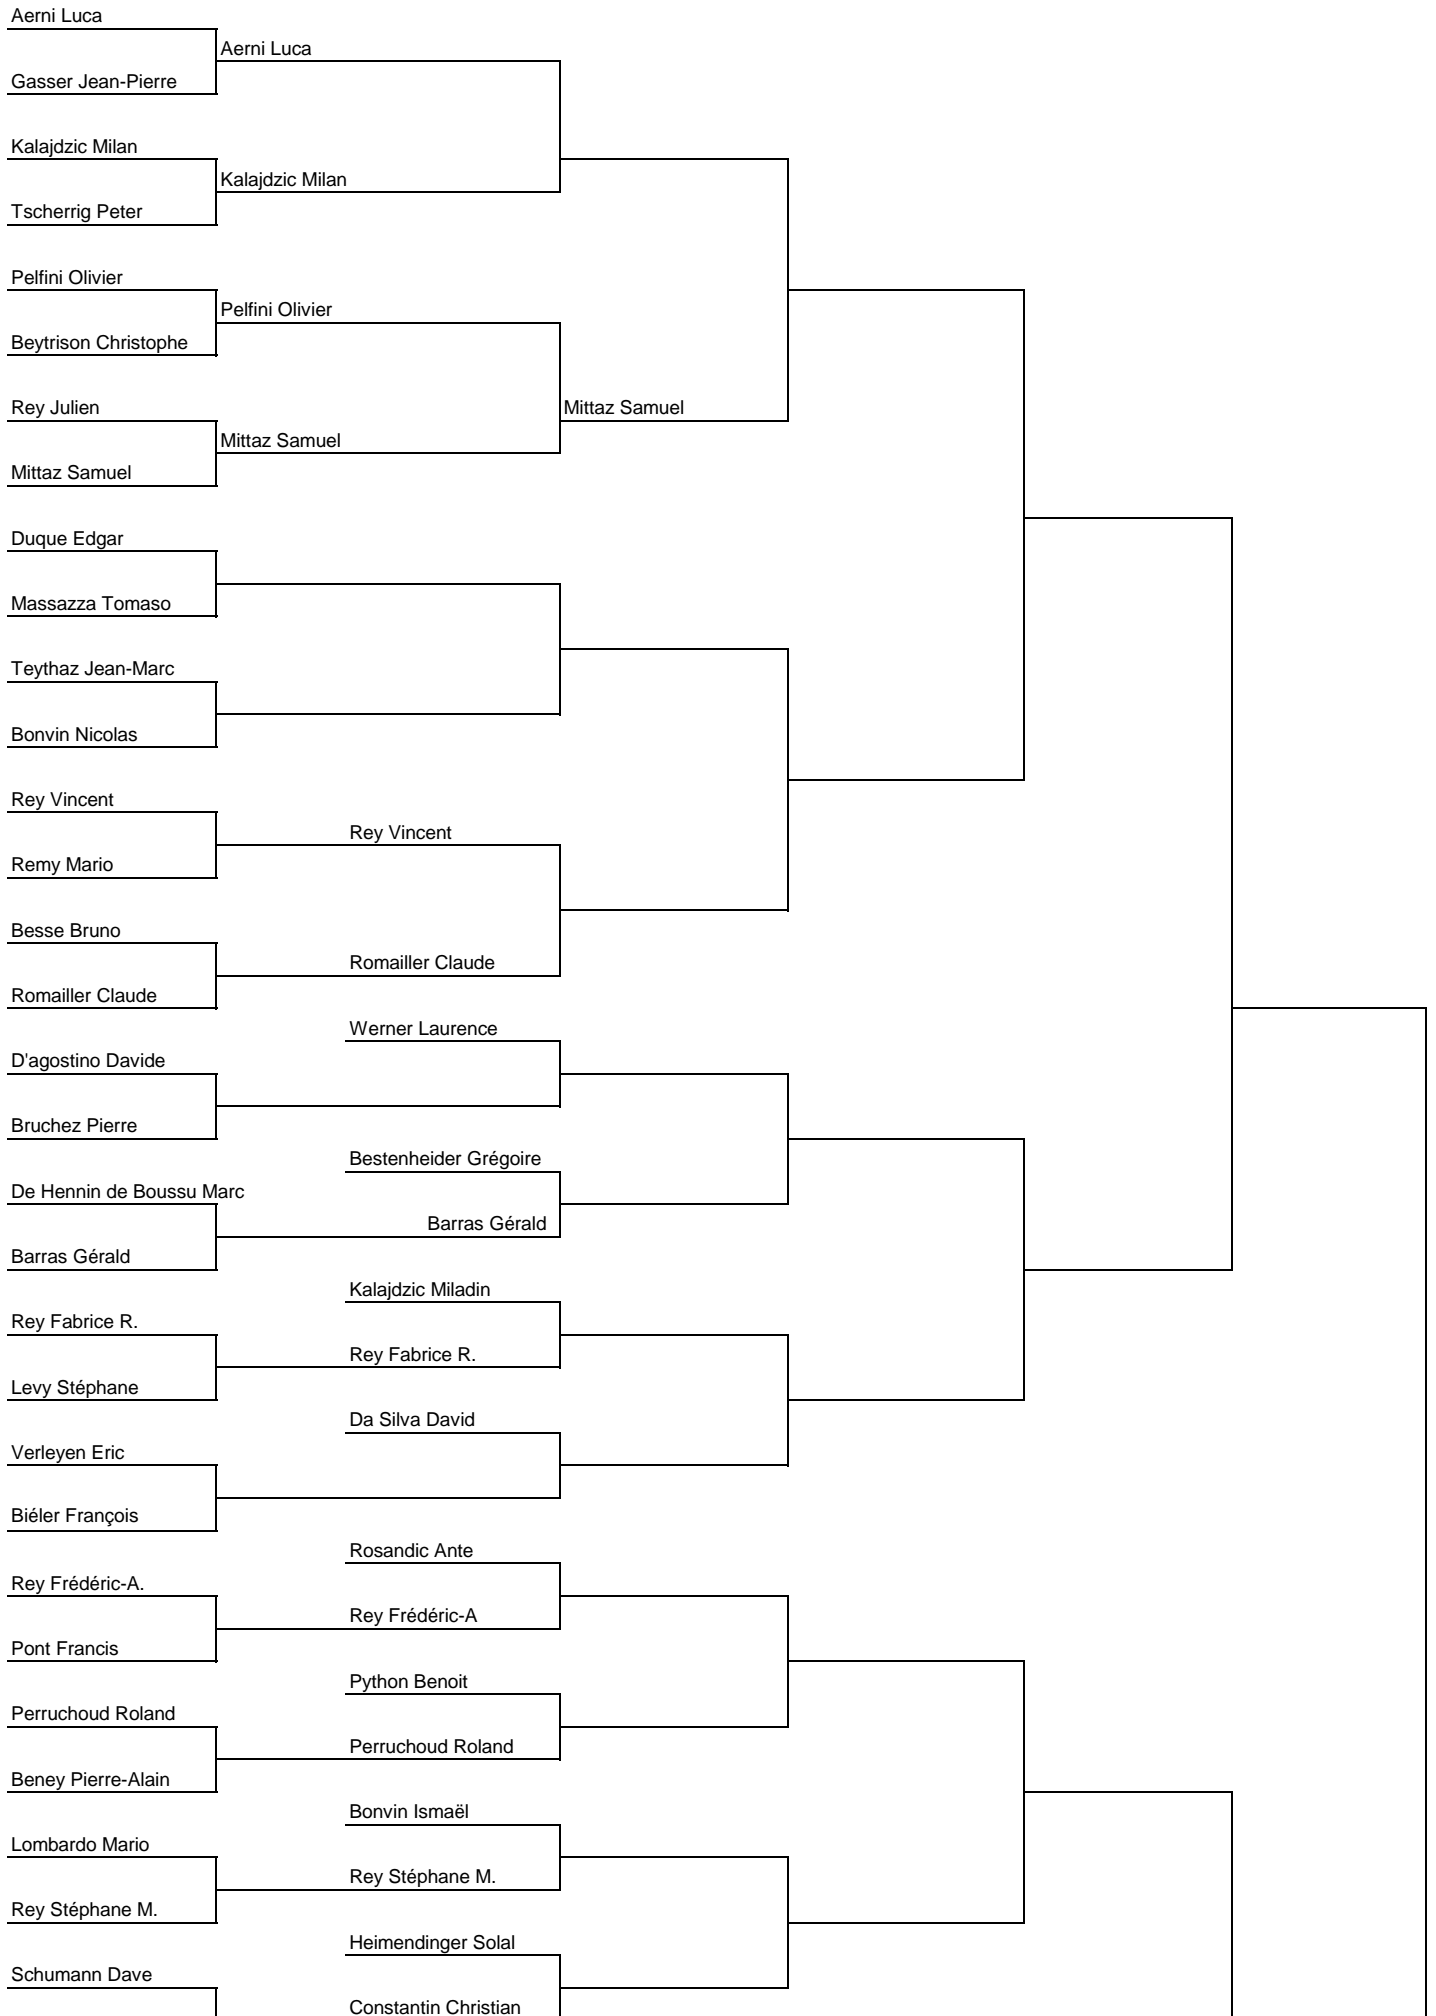 Aerni Luca
Aerni Luca
Gasser Jean-Pierre
Kalajdzic Milan
Kalajdzic Milan
Tscherrig Peter
Pelfini Olivier
Pelfini Olivier
Beytrison Christophe
Rey Julien
Mittaz Samuel
Mittaz Samuel
Mittaz Samuel
Duque Edgar
Massazza Tomaso
Teythaz Jean-Marc
Bonvin Nicolas
Rey Vincent
Rey Vincent
Remy Mario
Besse Bruno
Romailler Claude
Romailler Claude
Werner Laurence
D'agostino Davide
Bruchez Pierre
Bestenheider Grégoire
De Hennin de Boussu Marc
Barras Gérald
Barras Gérald
Kalajdzic Miladin
Rey Fabrice R.
Rey Fabrice R.
Levy Stéphane
Da Silva David
Verleyen Eric
Biéler François
Rosandic Ante
Rey Frédéric-A.
Rey Frédéric-A
Pont Francis
Python Benoit
Perruchoud Roland
Perruchoud Roland
Beney Pierre-Alain
Bonvin Ismaël
Lombardo Mario
Rey Stéphane M.
Rey Stéphane M.
Heimendinger Solal
Schumann Dave
Constantin Christian